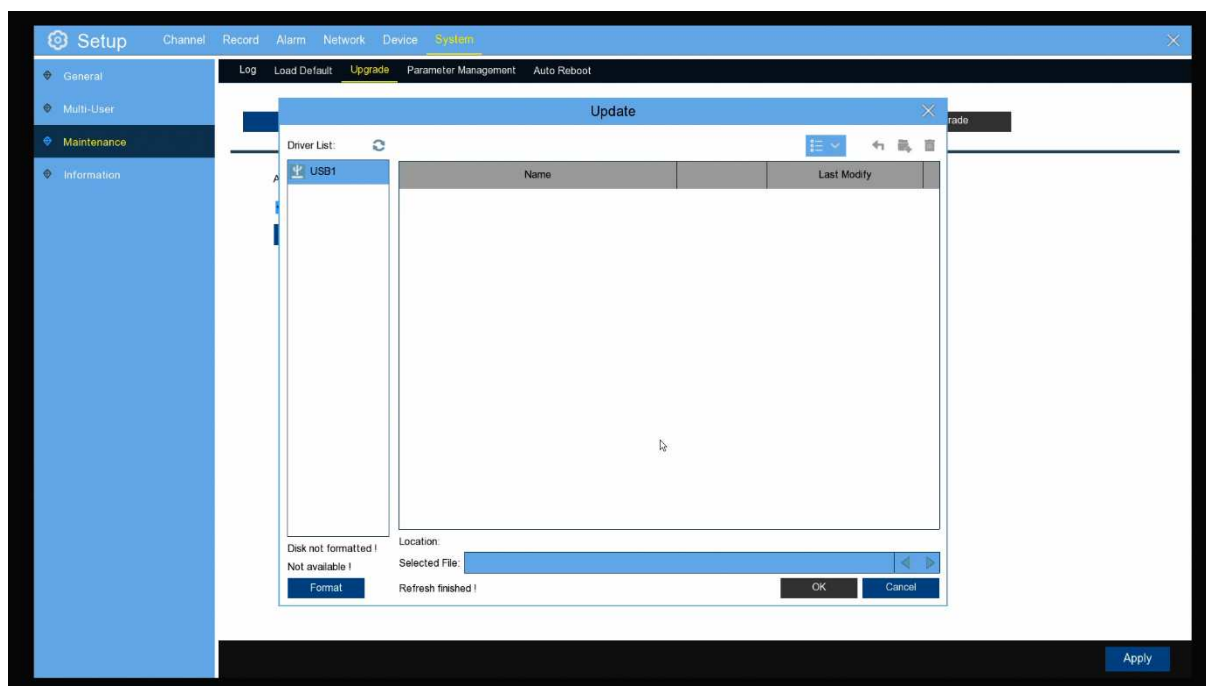 Setup Channel Record Alarm Network Device System
General
Multi-User
Maintenance
Information
Log Load Default Upgrade Parameter Management Auto Reboot
rade
A
Update
Driver List:
USB1
Name Last Modify
Disk not formatted !
Not available !
Format
Location:
Selected File:
Refresh finished !
OK Cancel
Apply